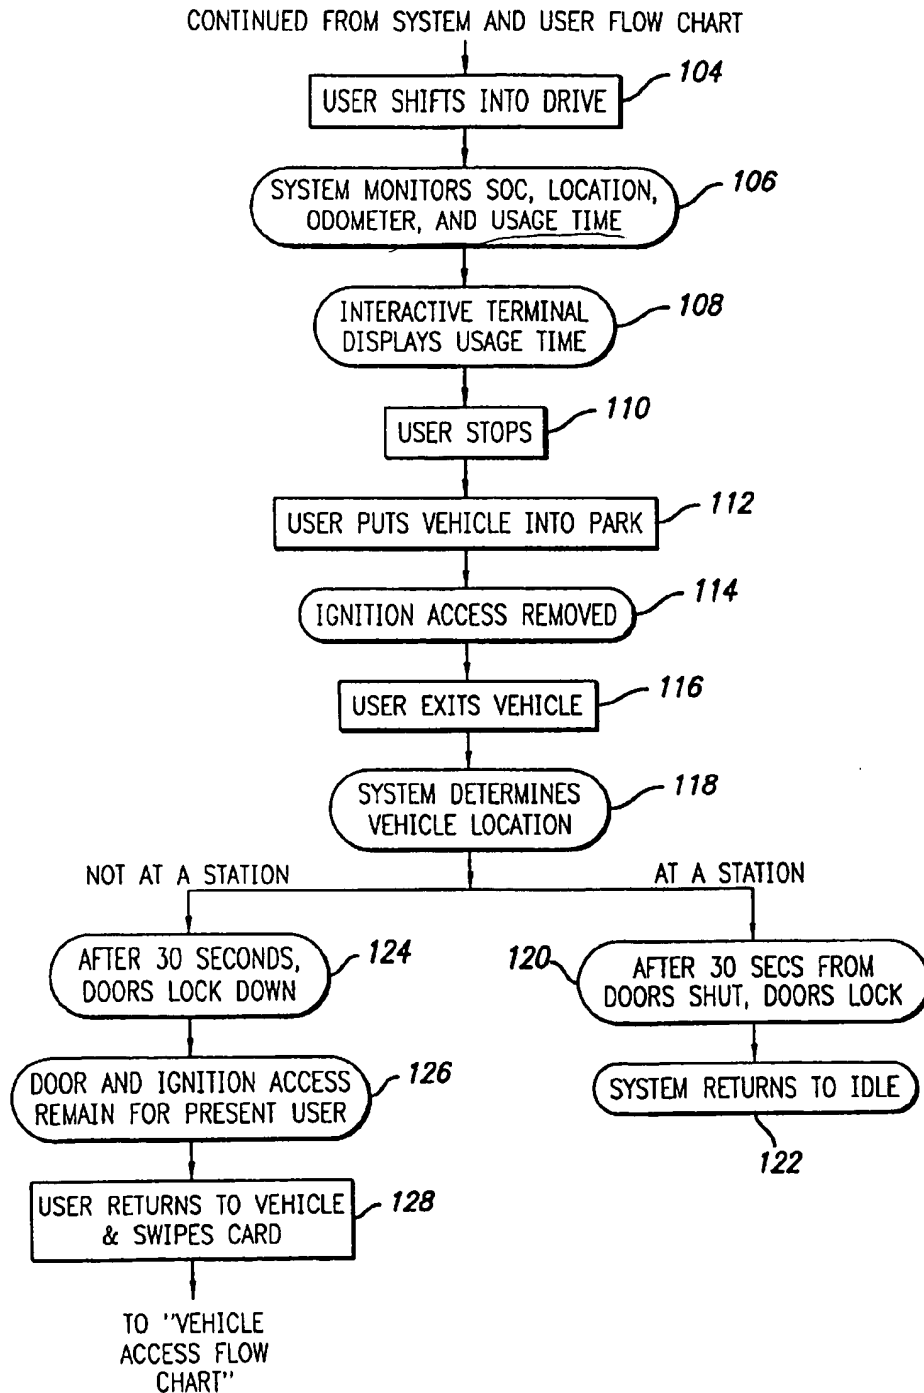 CONTINUED FROM SYSTEM AND USER FLOW CHART
USER SHIFTS INTO DRIVE
104
SYSTEM MONITORS SOC, LOCATION,
ODOMETER, AND USAGE TIME
106
INTERACTIVE TERMINAL
DISPLAYS USAGE TIME
108
USER STOPS
110
USER PUTS VEHICLE INTO PARK
112
IGNITION ACCESS REMOVED
114
USER EXITS VEHICLE
116
SYSTEM DETERMINES
VEHICLE LOCATION
118
NOT AT A STATION
AT A STATION
AFTER 30 SECONDS,
DOORS LOCK DOWN
124
120
AFTER 30 SECS FROM
DOORS SHUT, DOORS LOCK
DOOR AND IGNITION ACCESS
REMAIN FOR PRESENT USER
126
SYSTEM RETURNS TO IDLE
122
USER RETURNS TO VEHICLE
& SWIPES CARD
128
TO "VEHICLE
ACCESS FLOW
CHART"